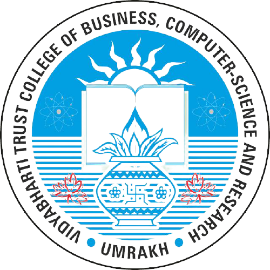 VIDYABHARTI TRUST COLLEGE OF BUSINESS, COMPUTER-SCIENCE AND RESEARCH
UMRAKH